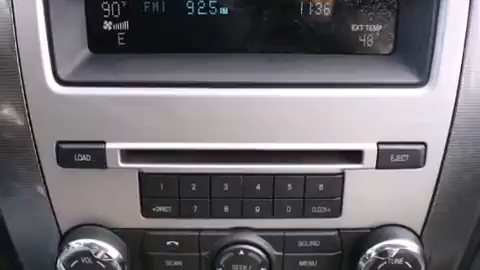 90° FM1 92.5 11:36
EXT TEMP
E 48°
LOAD EJECT
1 2 3 4 5 6
•DIRECT 7 8 9 0 CLOCK•
VOL SOUND TUNE
SCAN SEEK MENU